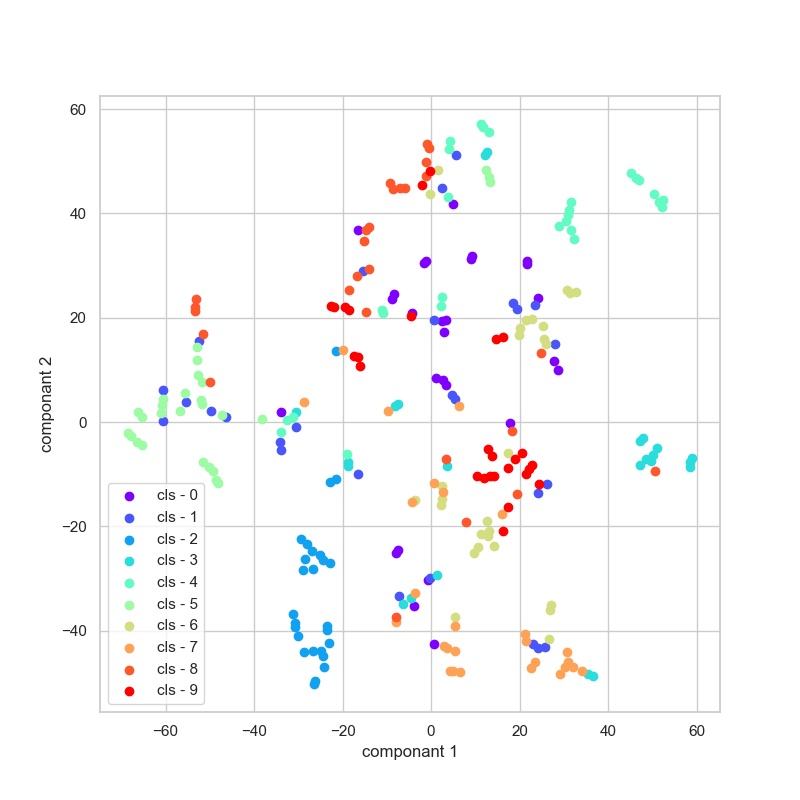 60
40
20
0
−20
−40
componant 2
cls - 0
cls - 1
cls - 2
cls - 3
cls - 4
cls - 5
cls - 6
cls - 7
cls - 8
cls - 9
−60 −40 −20 0 20 40 60
componant 1